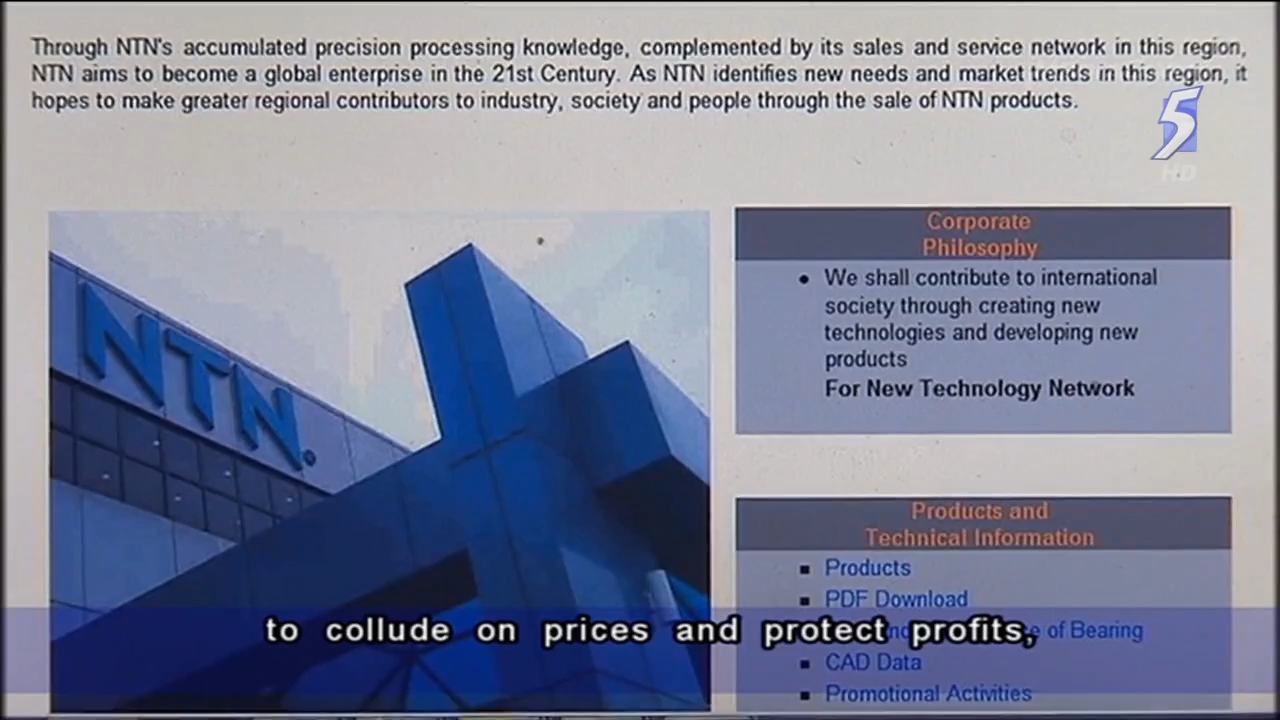 Through NTN's accumulated precision processing knowledge, complemented by its sales and service network in this region,
NTN aims to become a global enterprise in the 21st Century. As NTN identifies new needs and market trends in this region, it
hopes to make greater regional contributors to industry, society and people through the sale of NTN products.
5
HD
NTN
Corporate
Philosophy
• We shall contribute to international
society through creating new
technologies and developing new
products
For New Technology Network
Products and
Technical Information
Products
PDF Download
of Bearing
CAD Data
Promotional Activities
to collude on prices and protect profits,